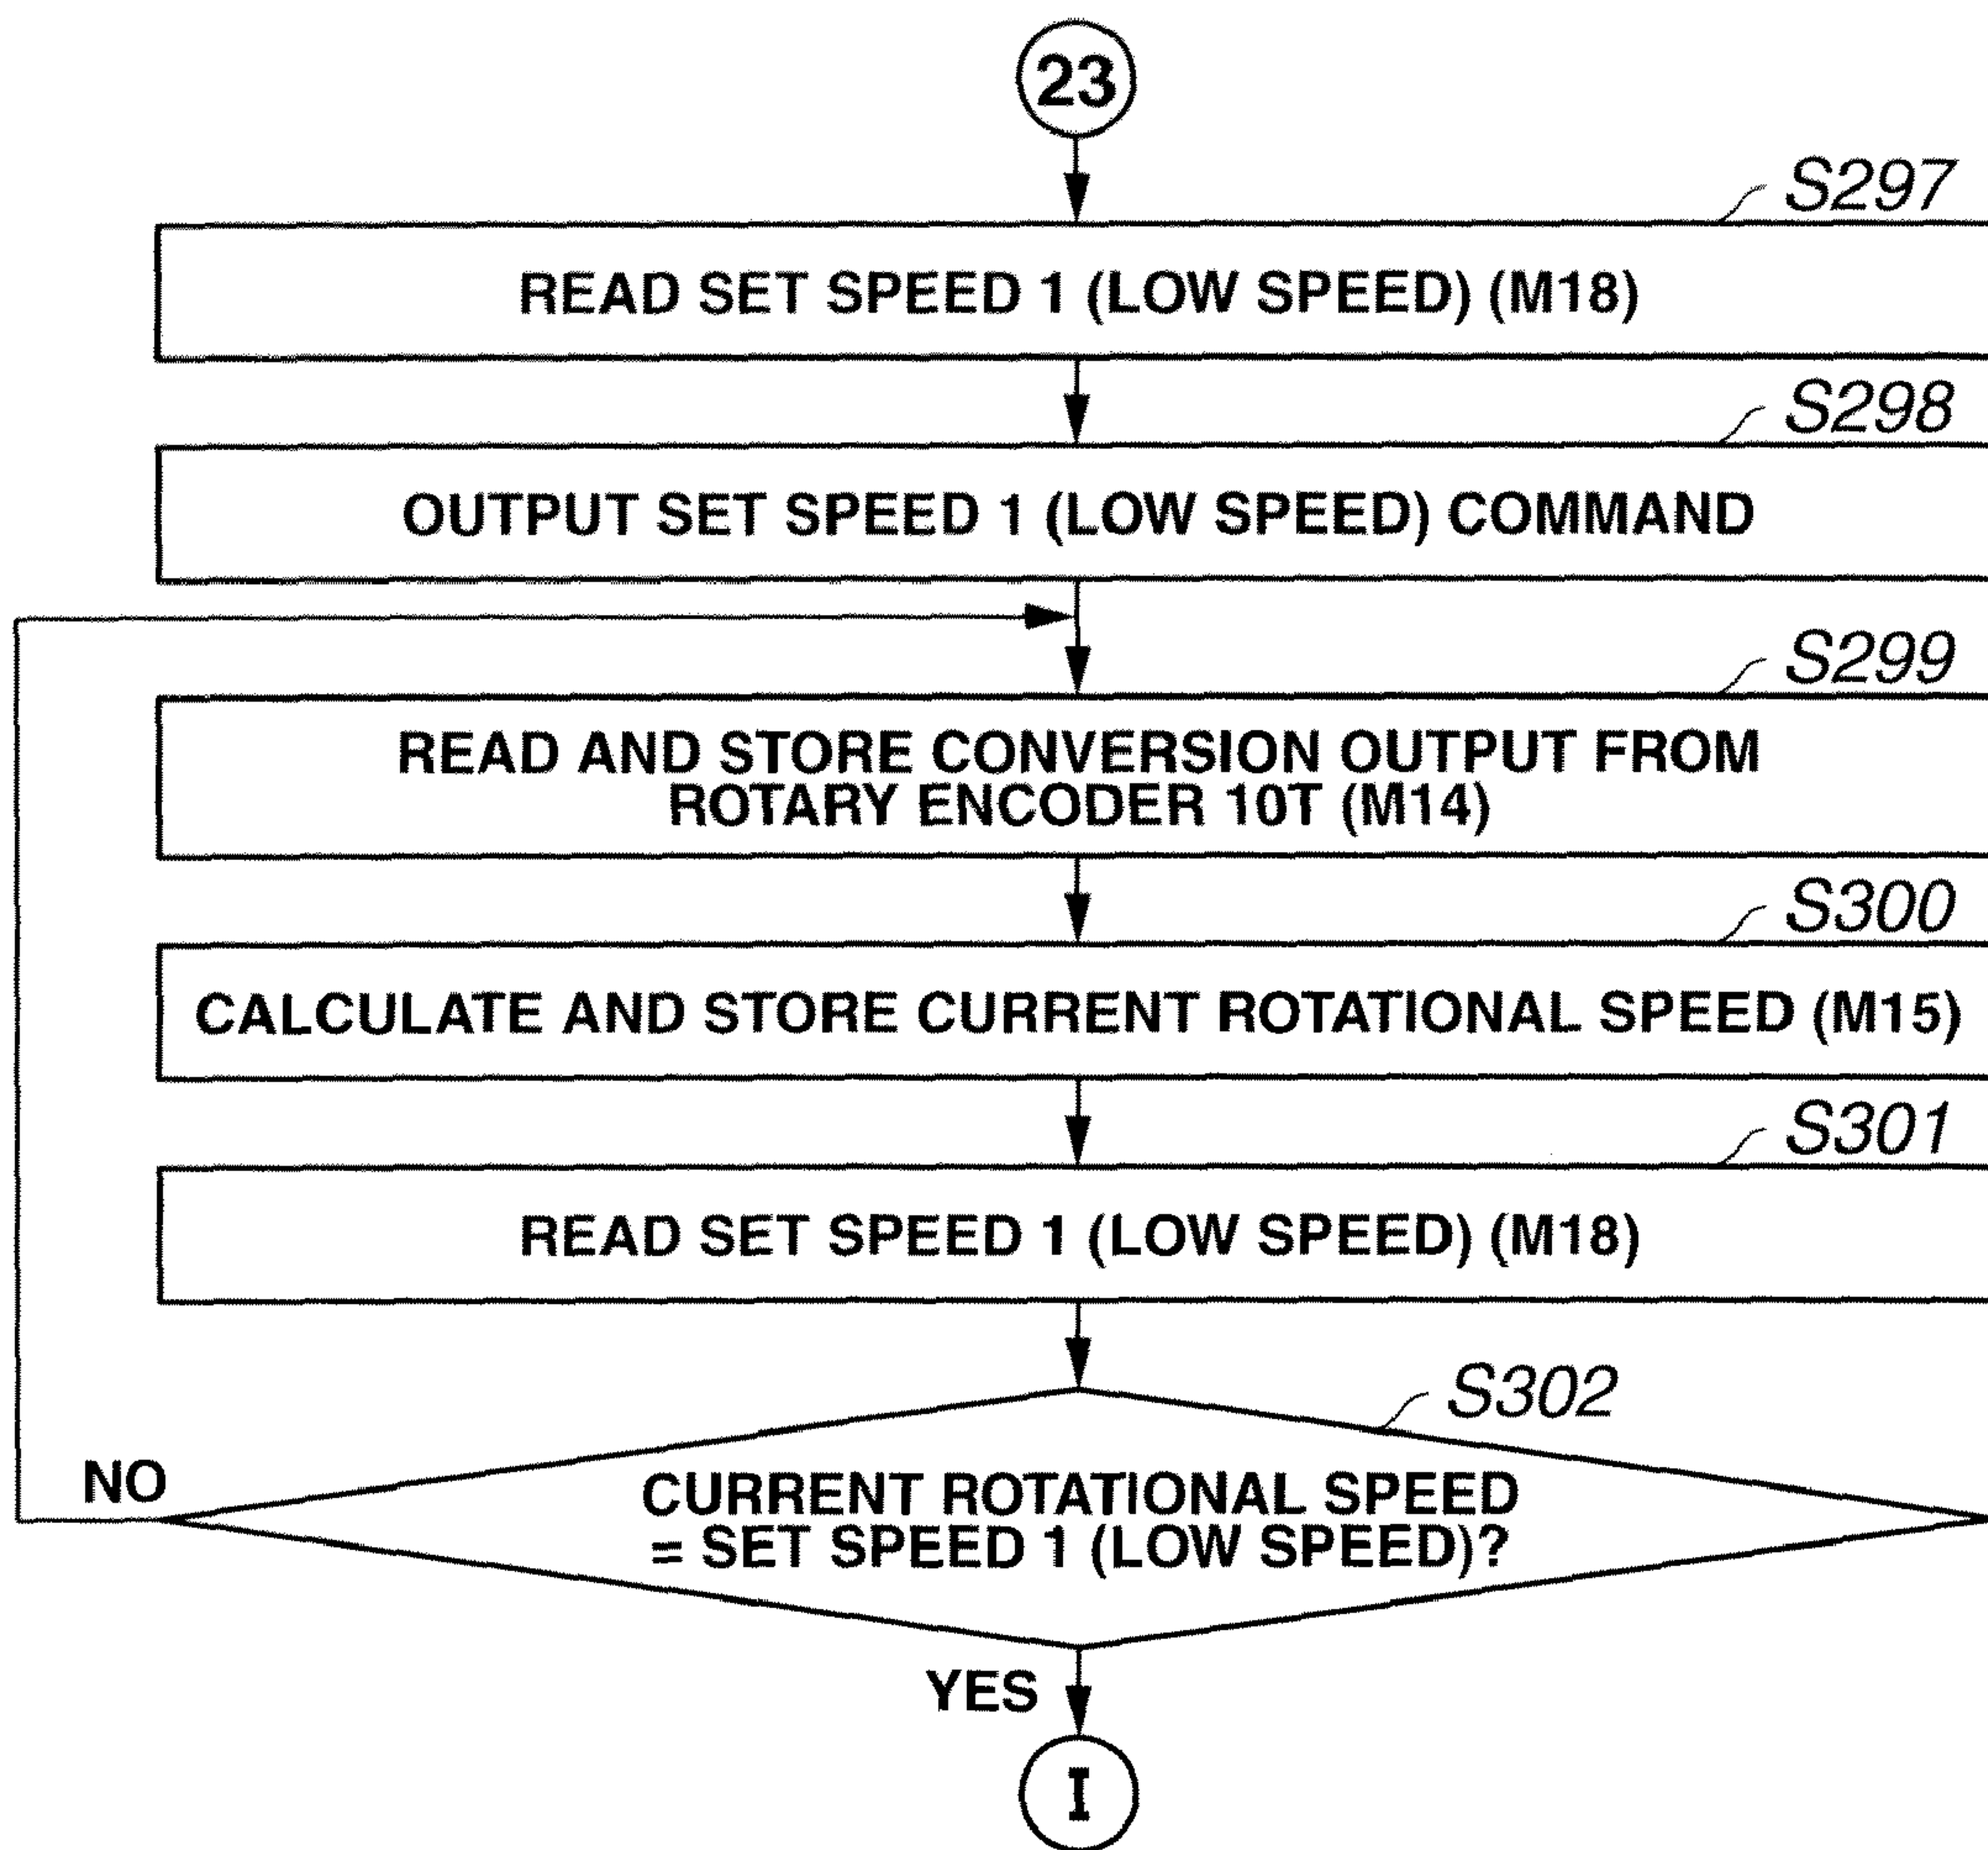 23
S297
READ SET SPEED 1 (LOW SPEED) (M18)
S298
OUTPUT SET SPEED 1 (LOW SPEED) COMMAND
S299
READ AND STORE CONVERSION OUTPUT FROM
ROTARY ENCODER 10T (M14)
S300
CALCULATE AND STORE CURRENT ROTATIONAL SPEED (M15)
S301
READ SET SPEED 1 (LOW SPEED) (M18)
S302
NO
CURRENT ROTATIONAL SPEED
= SET SPEED 1 (LOW SPEED)?
YES
I